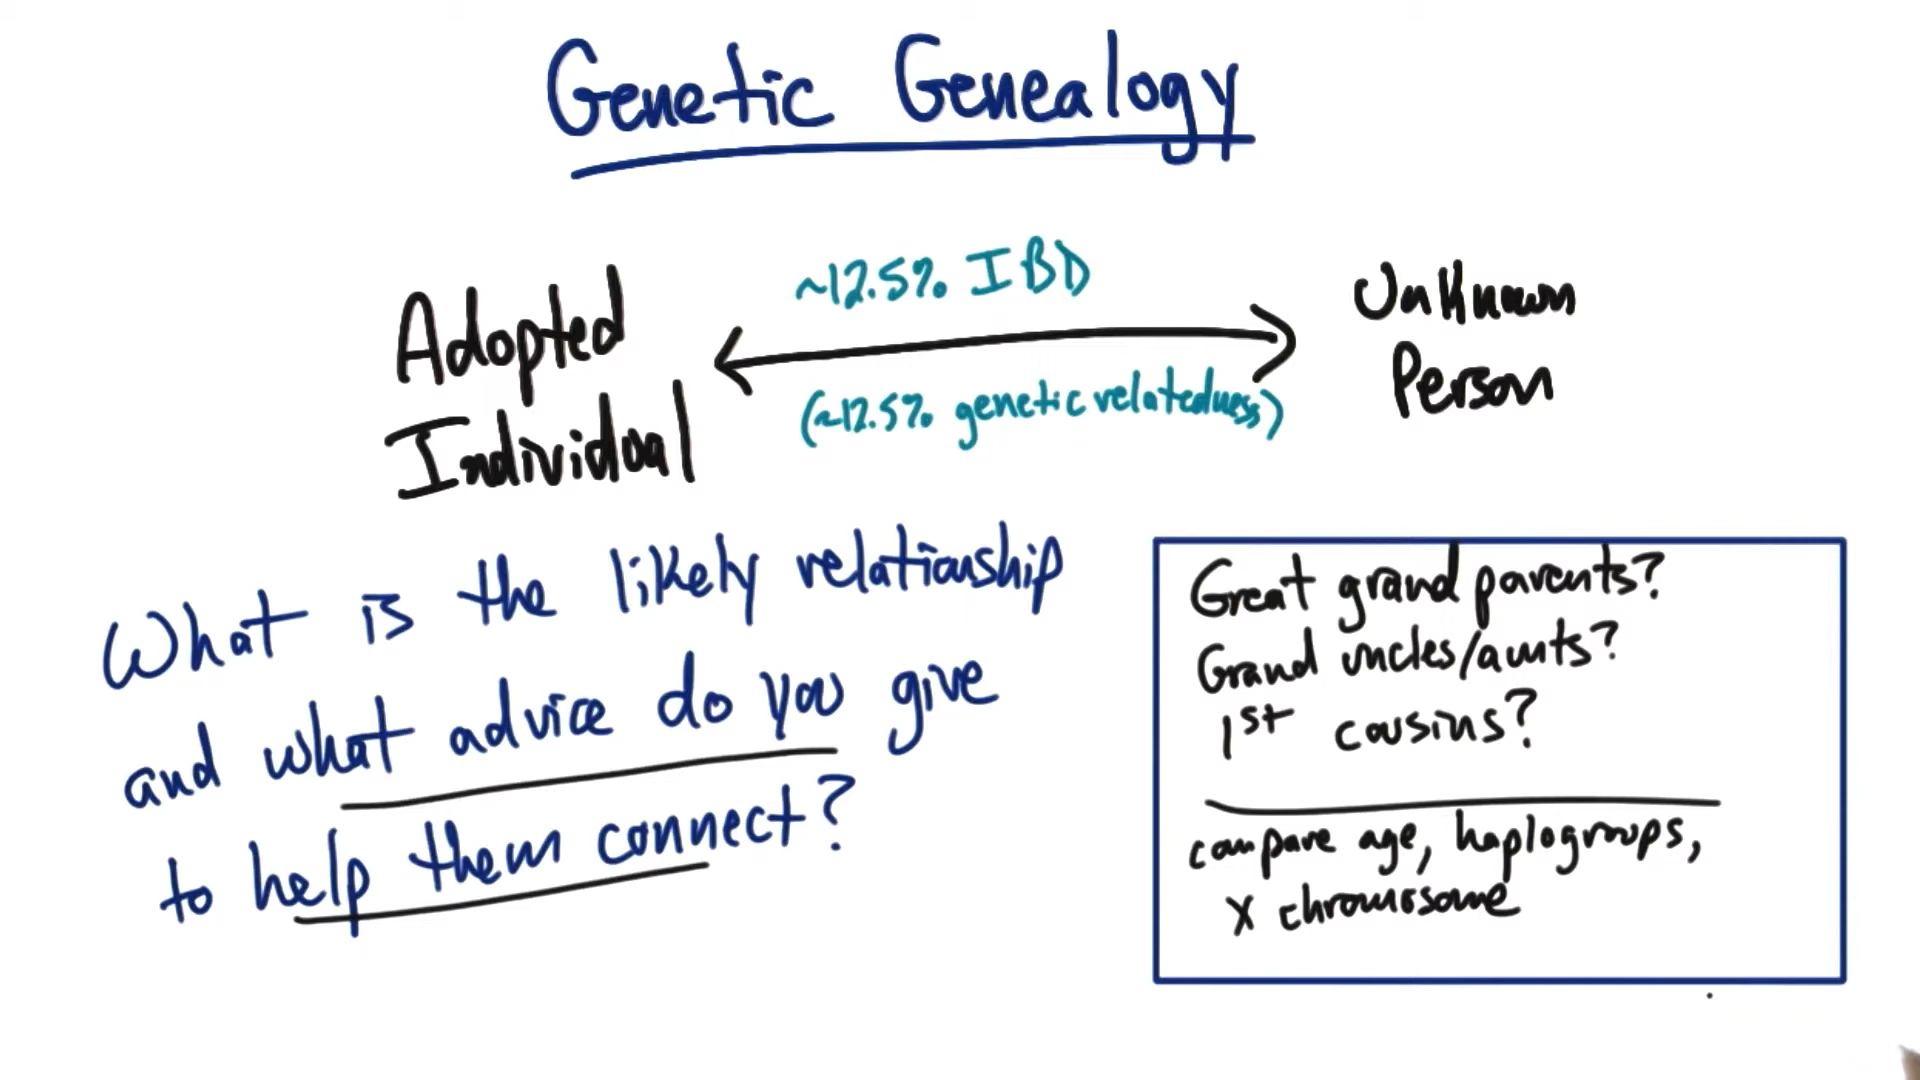 Genetic Genealogy
~12.5% IBD
Adopted
Individual
Unknown
Person
(~12.5% genetic relatedness)
What is the likely relationship
and what advice do you give
to help them connect?
Great grand parents?
Grand uncles/aunts?
1st cousins?
compare age, haplogroups,
X chromosome